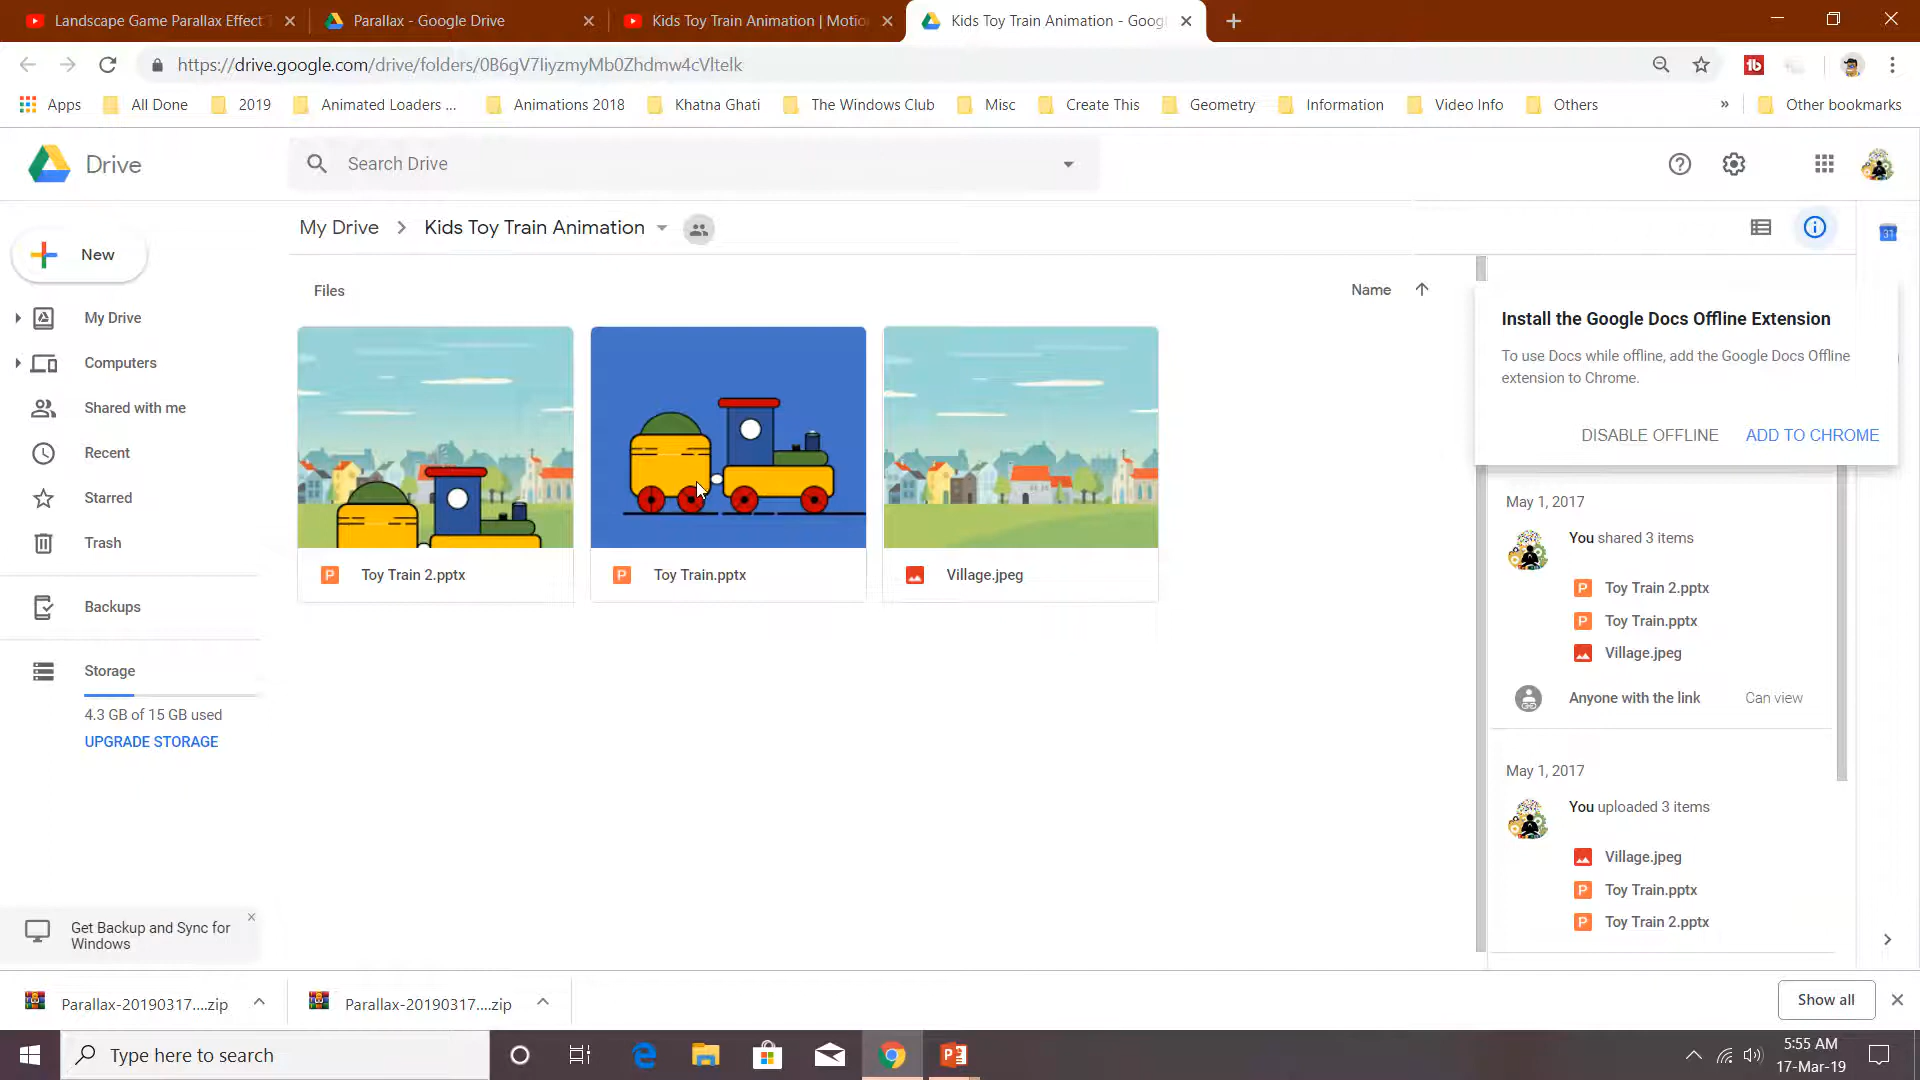 Landscape Game Parallax Effect
Parallax - Google Drive
Kids Toy Train Animation | Motio
Kids Toy Train Animation - Goog
https://drive.google.com/drive/folders/0B6gV7IiyzmyMb0Zhdmw4cVltelk
Apps
All Done
2019
Animated Loaders ...
Animations 2018
Khatna Ghati
The Windows Club
Misc
Create This
Geometry
Information
Video Info
Others
»
Other bookmarks
Drive
Search Drive
My Drive > Kids Toy Train Animation
New
My Drive
Computers
Shared with me
Recent
Starred
Trash
Backups
Storage
4.3 GB of 15 GB used
UPGRADE STORAGE
Get Backup and Sync for
Windows
Files
Name
Toy Train 2.pptx
Toy Train.pptx
Village.jpeg
31
Install the Google Docs Offline Extension
To use Docs while offline, add the Google Docs Offline
extension to Chrome.
DISABLE OFFLINE
ADD TO CHROME
May 1, 2017
You shared 3 items
Toy Train 2.pptx
Toy Train.pptx
Village.jpeg
Anyone with the link
Can view
May 1, 2017
You uploaded 3 items
Village.jpeg
Toy Train.pptx
Toy Train 2.pptx
Parallax-20190317....zip
Parallax-20190317....zip
Show all
Type here to search
5:55 AM
17-Mar-19